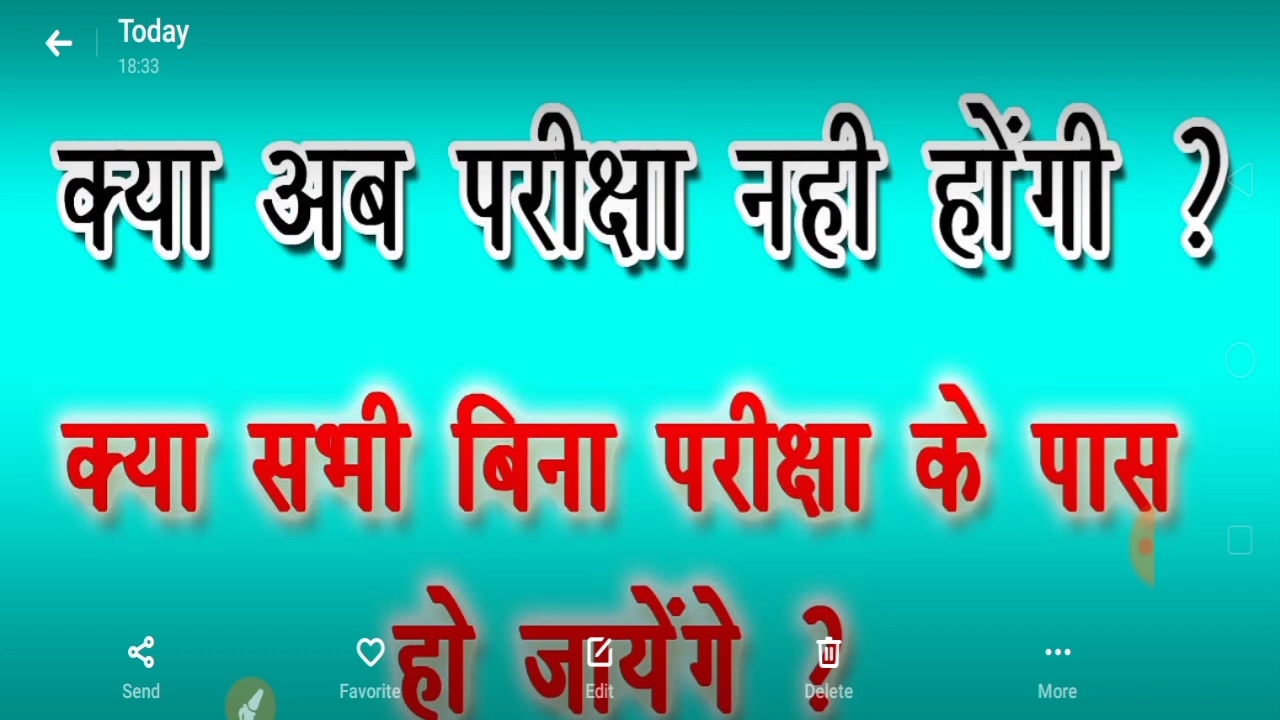 Today
18:33
क्या अब परीक्षा नही होंगी ?
क्या सभी बिना परीक्षा के पास
हो जायेंगे ?
Send Favorite Edit Delete More